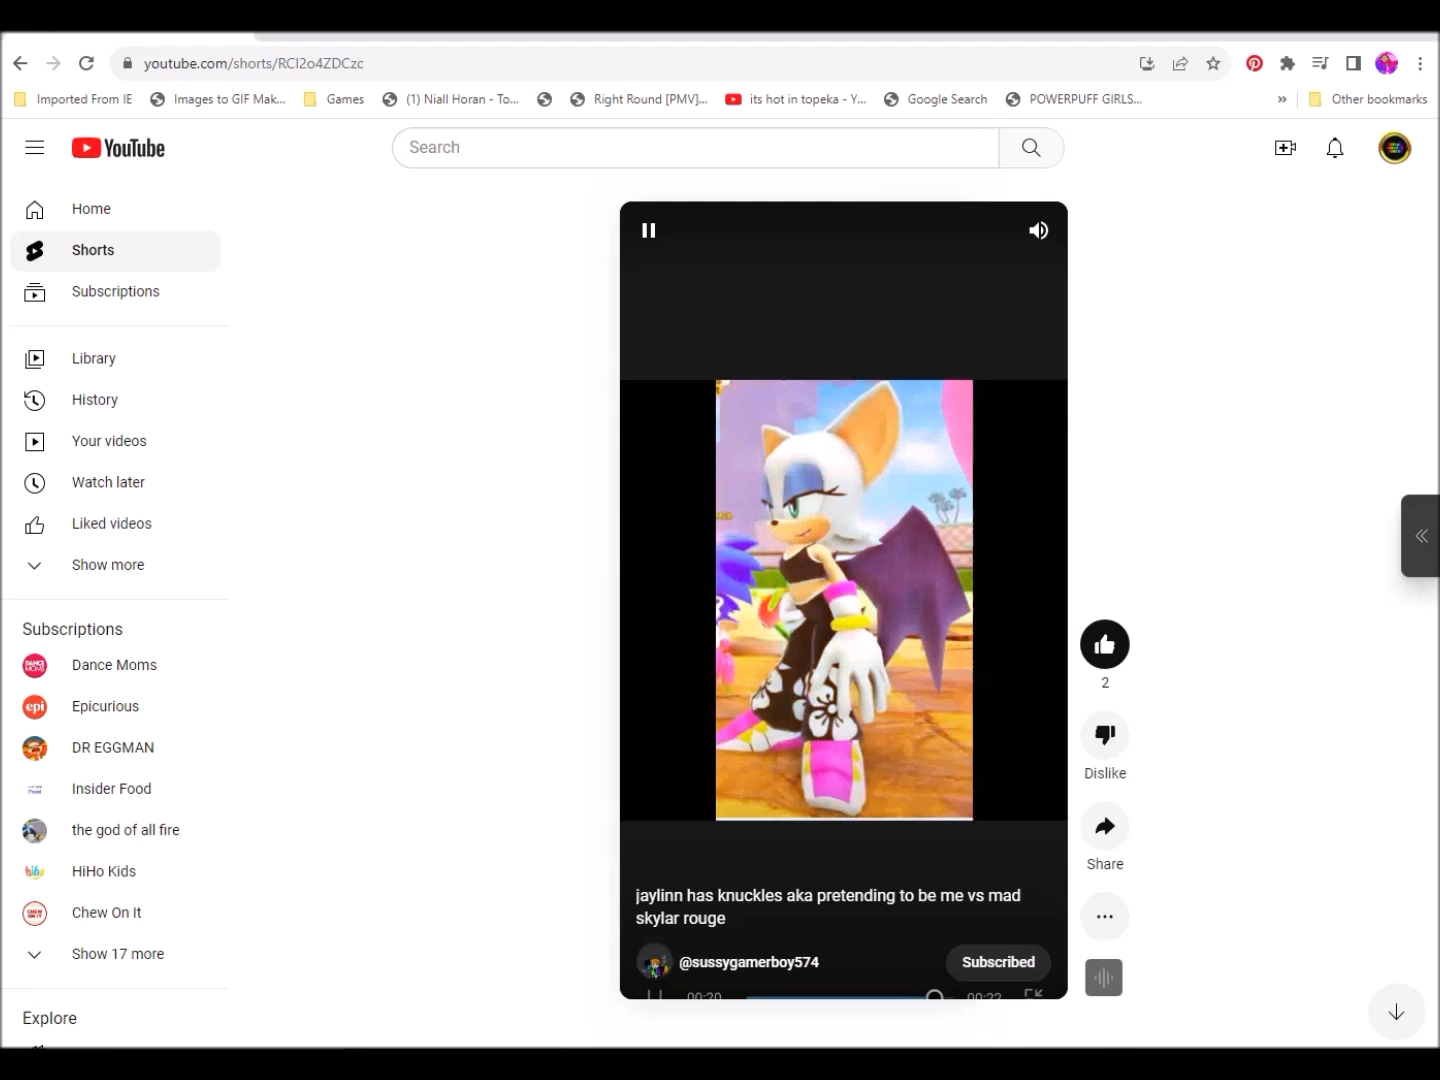 youtube.com/shorts/RCI2o4ZDCzc
Imported From IE
Images to GIF Mak...
Games
(1) Niall Horan - To...
Right Round [PMV]...
its hot in topeka - Y...
Google Search
POWERPUFF GIRLS...
Other bookmarks
YouTube
Search
Home
Shorts
Subscriptions
Library
History
Your videos
Watch later
Liked videos
Show more
Subscriptions
Dance Moms
Epicurious
DR EGGMAN
Insider Food
the god of all fire
HiHo Kids
Chew On It
Show 17 more
Explore
jaylinn has knuckles aka pretending to be me vs mad
skylar rouge
@sussygamerboy574
Subscribed
00:20
00:22
2
Dislike
Share